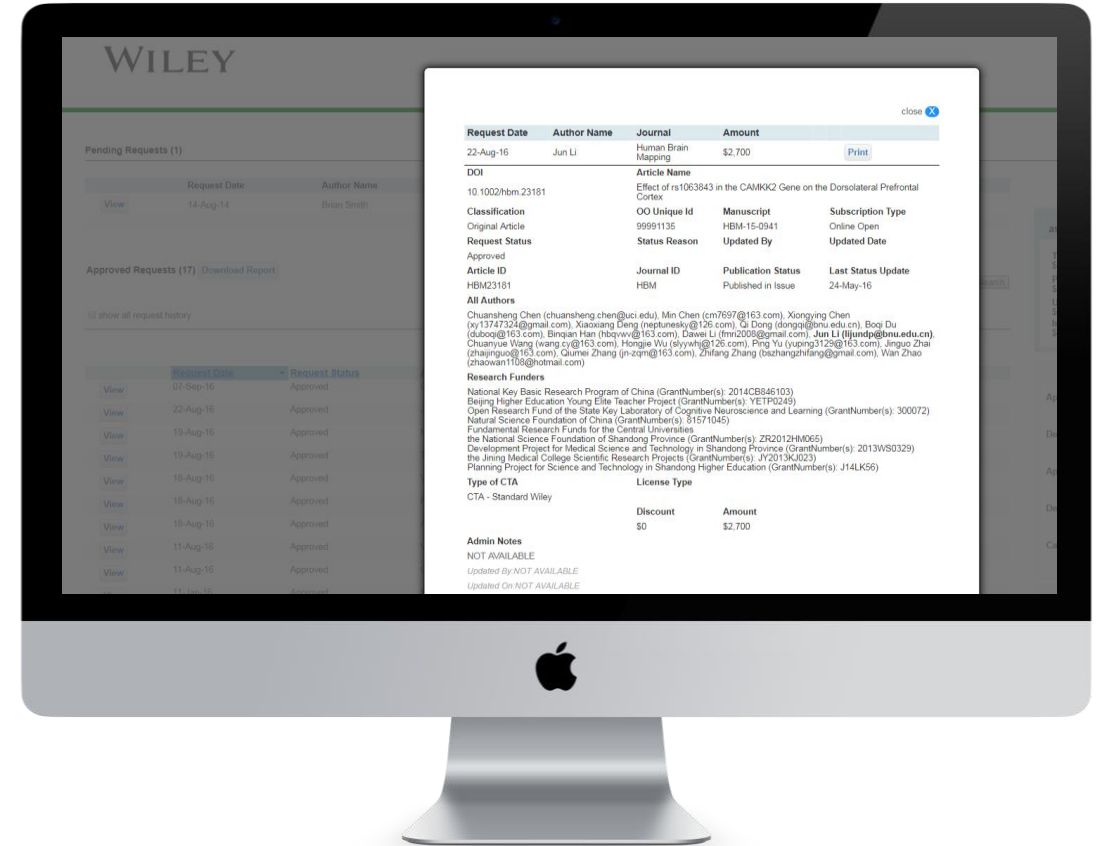 WILEY
Pending Requests (1)
Request Date Author Name
View 14-Aug-14 Brian Smith
Approved Requests (17) Download Report
show all request history
Request Date Request Status
View 07-Sep-16 Approved
View 22-Aug-16 Approved
View 19-Aug-16 Approved
View 19-Aug-16 Approved
View 18-Aug-16 Approved
View 18-Aug-16 Approved
View 18-Aug-16 Approved
View 11-Aug-16 Approved
View 11-Aug-16 Approved
close X
Request Date Author Name Journal Amount
22-Aug-16 Jun Li Human Brain Mapping $2,700 Print
DOI Article Name
10.1002/hbm.23181 Effect of rs1063843 in the CAMKK2 Gene on the Dorsolateral Prefrontal
Cortex
Classification OO Unique Id Manuscript Subscription Type
Original Article 99991135 HBM-15-0941 Online Open
Request Status Status Reason Updated By Updated Date
Approved
Article ID Journal ID Publication Status Last Status Update
HBM23181 HBM Published in Issue 24-May-16
All Authors
Chuansheng Chen (chuansheng.chen@uci.edu), Min Chen (cm7697@163.com), Xiongying Chen
(xy13747324@gmail.com), Xiaoxiang Deng (neptunesky@126.com), Qi Dong (dongqi@bnu.edu.cn), Boqi Du
(duboqi@163.com), Binqian Han (hbqvwv@163.com), Dawei Li (fmri2008@gmail.com), Jun Li (lijundp@bnu.edu.cn),
Chuanyue Wang (wang.cy@163.com), Hongjie Wu (slyywhj@126.com), Ping Yu (yuping3129@163.com), Jinguo Zhai
(zhaijinguo@163.com), Qiumei Zhang (jn-zqm@163.com), Zhifang Zhang (bszhangzhifang@gmail.com), Wan Zhao
(zhaowan1108@hotmail.com)
Research Funders
National Key Basic Research Program of China (GrantNumber(s): 2014CB846103)
Beijing Higher Education Young Elite Teacher Project (GrantNumber(s): YETP0249)
Open Research Fund of the State Key Laboratory of Cognitive Neuroscience and Learning (GrantNumber(s): 300072)
Natural Science Foundation of China (GrantNumber(s): 81571045)
Fundamental Research Funds for the Central Universities
the National Science Foundation of Shandong Province (GrantNumber(s): ZR2012HM065)
Development Project for Medical Science and Technology in Shandong Province (GrantNumber(s): 2013WS0329)
the Jining Medical College Scientific Research Projects (GrantNumber(s): JY2013KJ023)
Planning Project for Science and Technology in Shandong Higher Education (GrantNumber(s): J14LK56)
Type of CTA License Type
CTA - Standard Wiley
Discount Amount
$0 $2,700
Admin Notes
NOT AVAILABLE
Updated By:NOT AVAILABLE
Updated On:NOT AVAILABLE